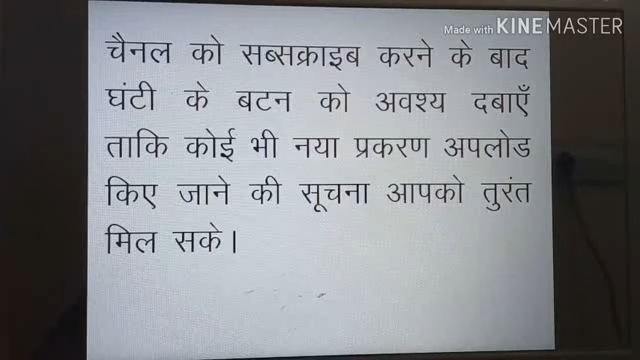 Made with KINEMASTER
चैनल को सब्सक्राइब करने के बाद
घंटी के बटन को अवश्य दबाएँ
ताकि कोई भी नया प्रकरण अपलोड
किए जाने की सूचना आपको तुरंत
मिल सके।